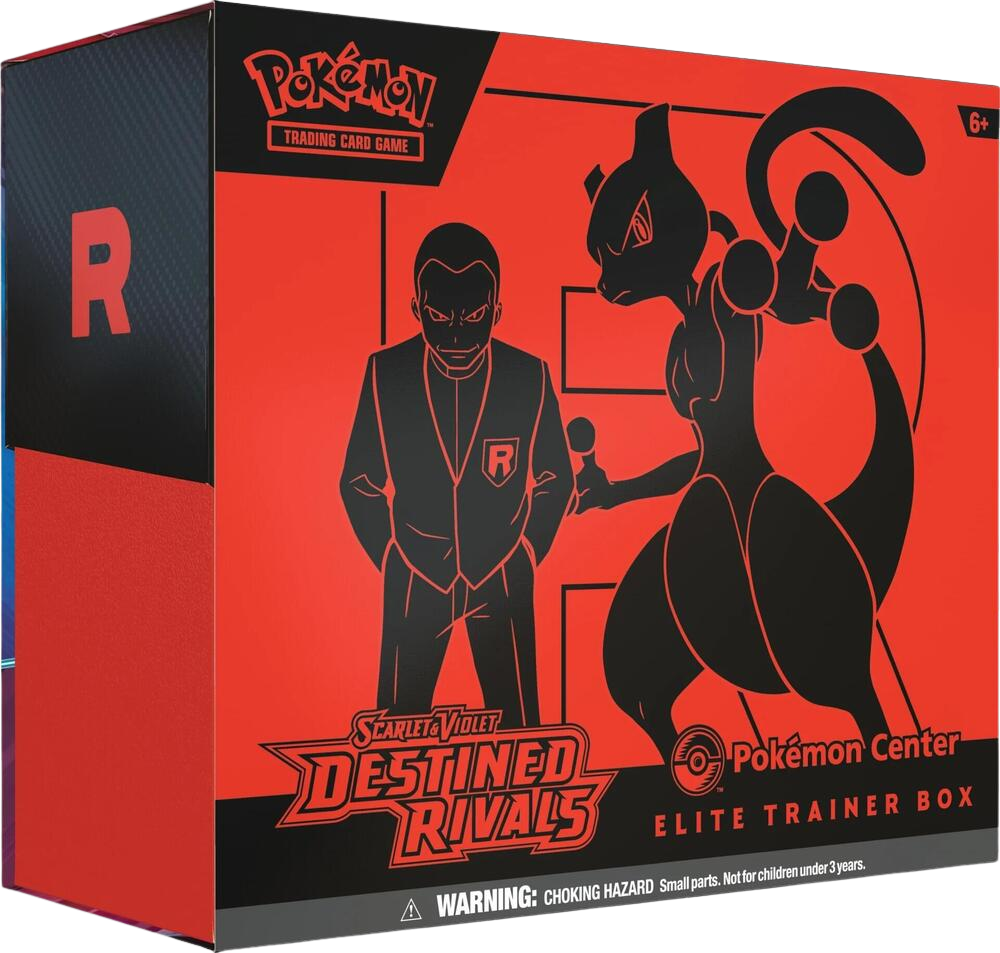 POKéMON
TRADING CARD GAME
6+
R
R
SCARLET & VIOLET
DESTINED
RIVALS
Pokémon Center
TM
ELITE TRAINER BOX
WARNING: CHOKING HAZARD Small parts. Not for children under 3 years.